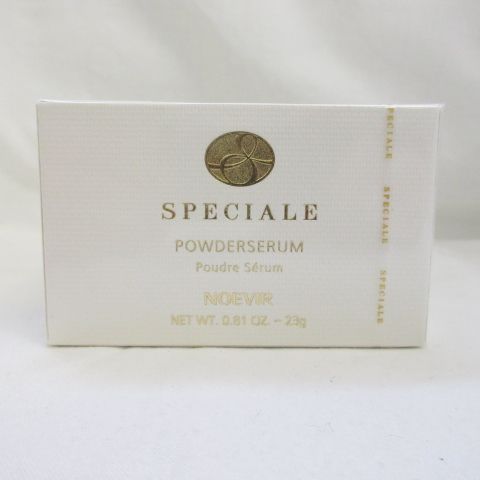 SPECIALE
POWDERSERUM
Poudre Sérum
NOEVIR
NET WT. 0.81 OZ. - 23g
SPECIALE
SPECIALE
SPECIALE